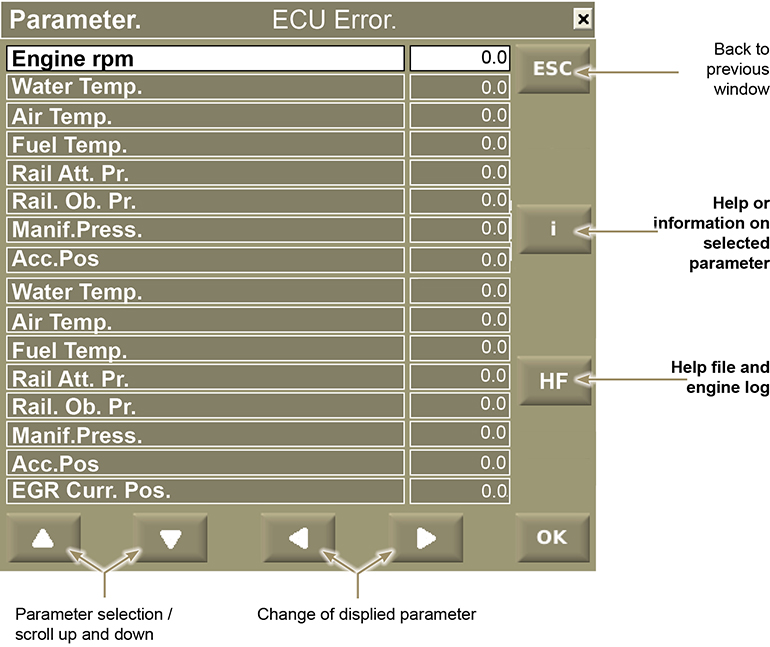 Parameter. ECU Error.
Engine rpm 0.0
ESC
Water Temp. 0.0
Air Temp. 0.0
Fuel Temp. 0.0
Rail Att. Pr. 0.0
Rail. Ob. Pr. 0.0
Manif.Press. 0.0
i
Acc.Pos 0.0
Water Temp. 0.0
Air Temp. 0.0
Fuel Temp. 0.0
Rail Att. Pr. 0.0
HF
Rail. Ob. Pr. 0.0
Manif.Press. 0.0
Acc.Pos 0.0
EGR Curr. Pos. 0.0
OK
Back to
previous
window
Help or
information on
selected
parameter
Help file and
engine log
Parameter selection /
scroll up and down
Change of displied parameter